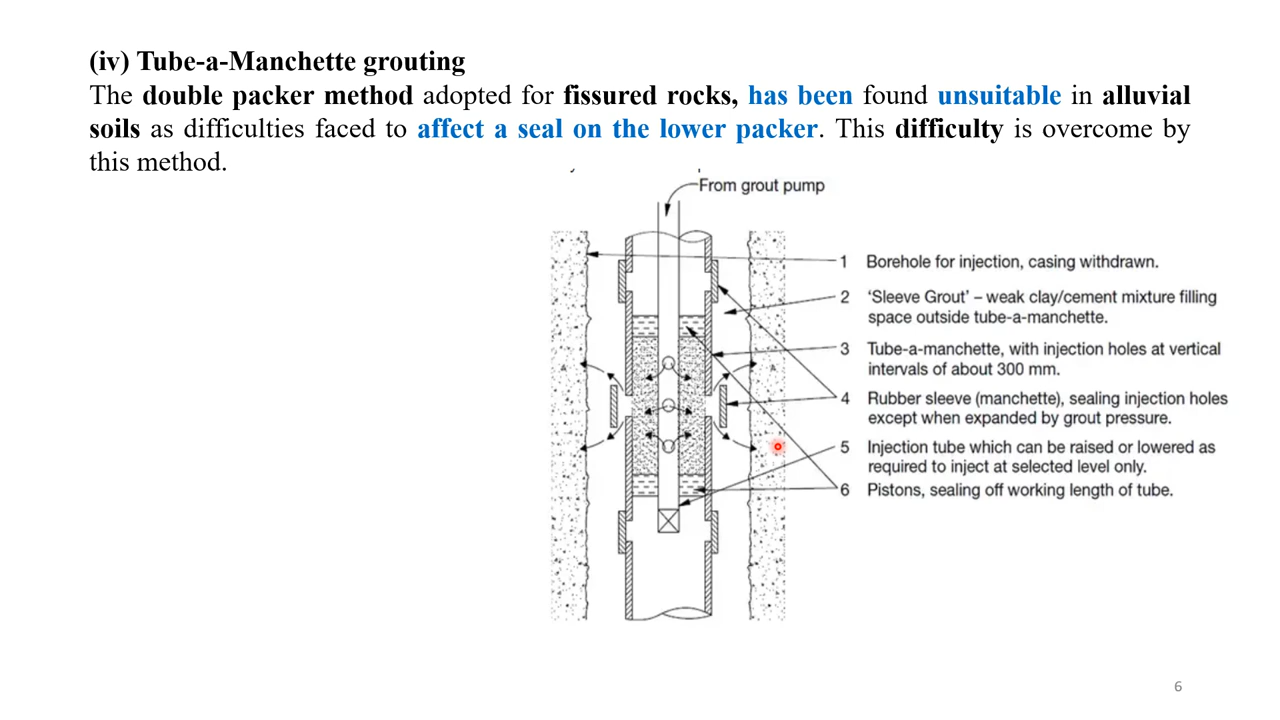 (iv) Tube-a-Manchette grouting
The double packer method adopted for fissured rocks, has been found unsuitable in alluvial
soils as difficulties faced to affect a seal on the lower packer. This difficulty is overcome by
this method.
From grout pump
1 Borehole for injection, casing withdrawn.
2 ‘Sleeve Grout’ – weak clay/cement mixture filling
space outside tube-a-manchette.
3 Tube-a-manchette, with injection holes at vertical
intervals of about 300 mm.
4 Rubber sleeve (manchette), sealing injection holes
except when expanded by grout pressure.
5 Injection tube which can be raised or lowered as
required to inject at selected level only.
6 Pistons, sealing off working length of tube.
6